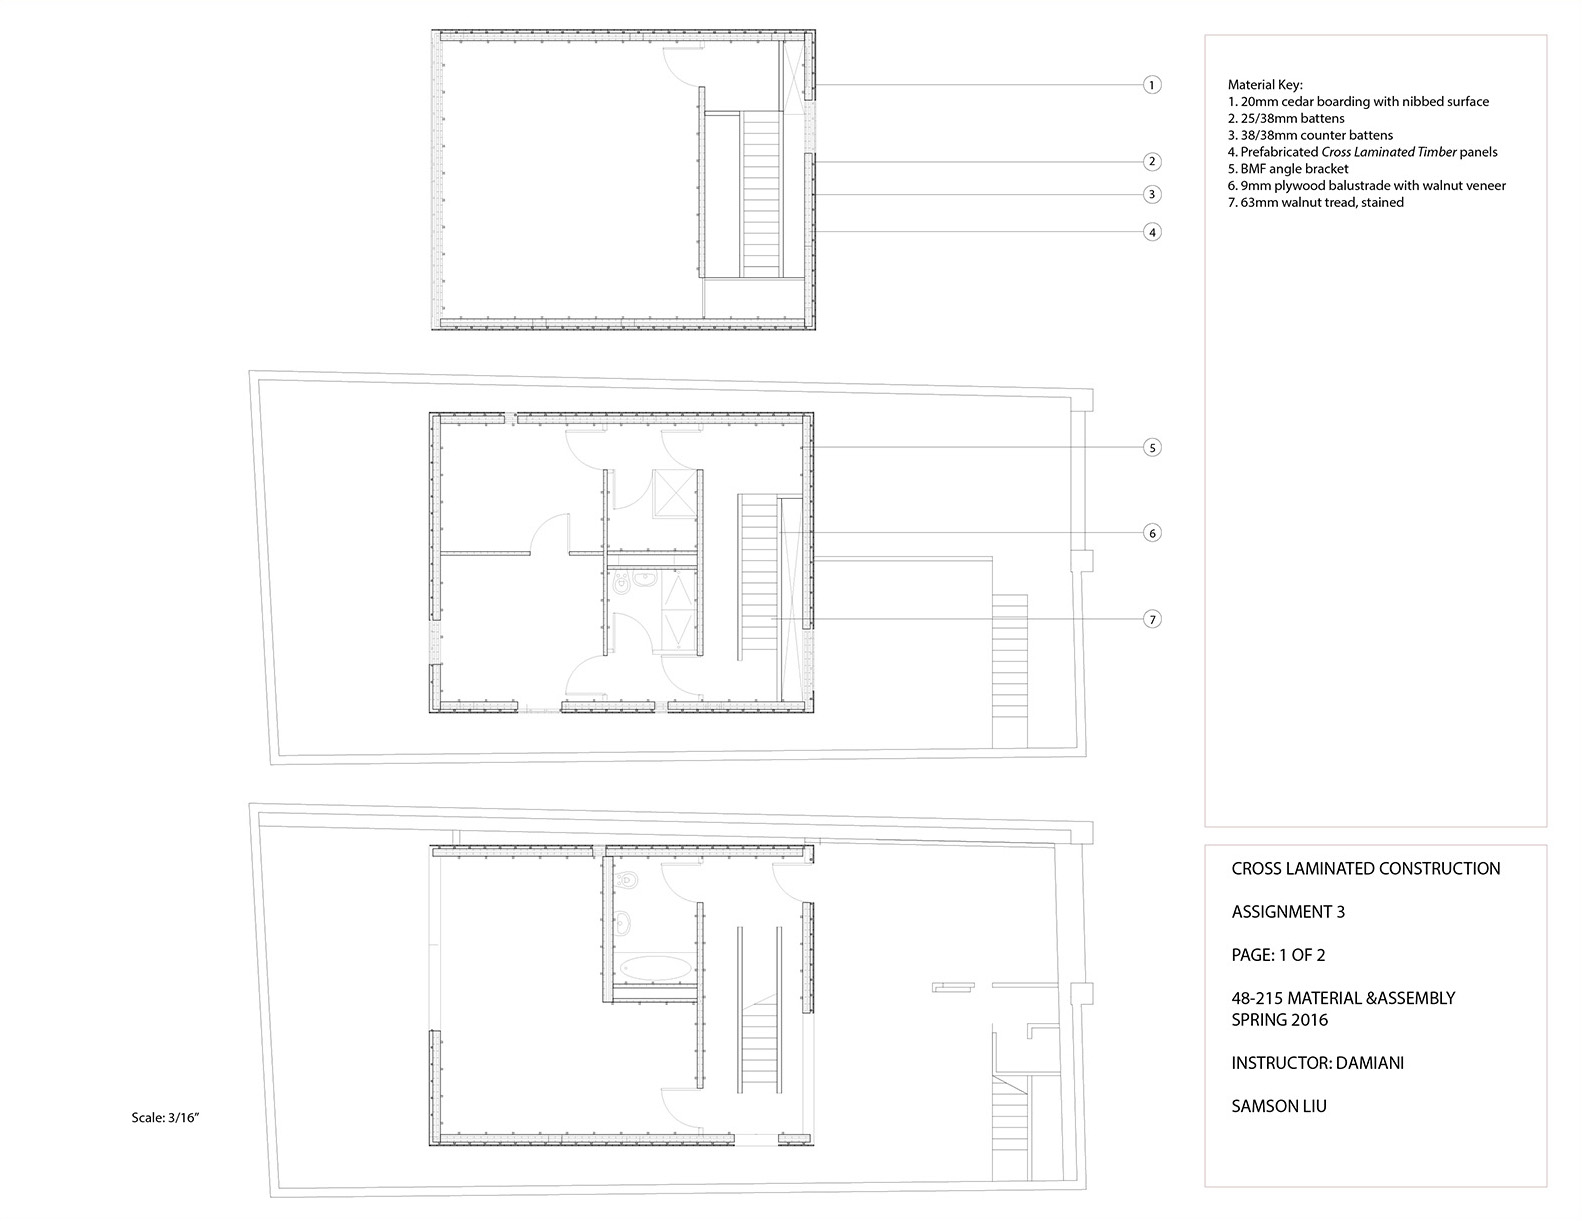 1
2
3
4
5
6
7
Material Key:
1. 20mm cedar boarding with nibbed surface
2. 25/38mm battens
3. 38/38mm counter battens
4. Prefabricated Cross Laminated Timber panels
5. BMF angle bracket
6. 9mm plywood balustrade with walnut veneer
7. 63mm walnut tread, stained
Scale: 3/16”
CROSS LAMINATED CONSTRUCTION
ASSIGNMENT 3
PAGE: 1 OF 2
48-215 MATERIAL &ASSEMBLY
SPRING 2016
INSTRUCTOR: DAMIANI
SAMSON LIU